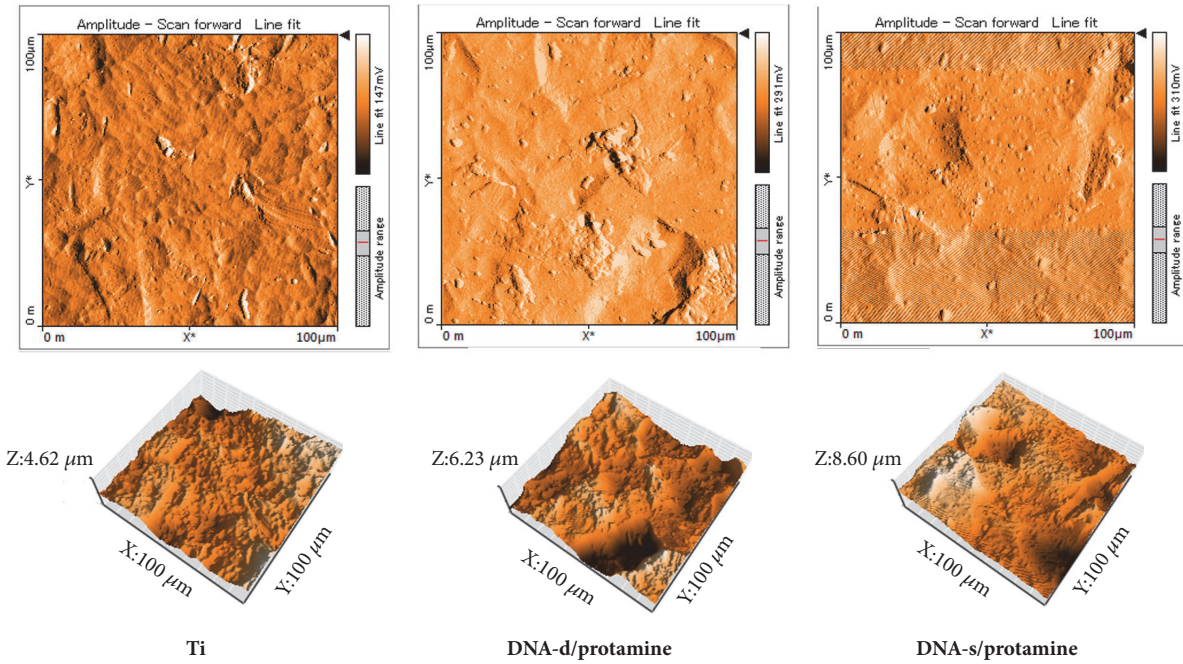 Amplitude - Scan forward Line fit
100µm
Y*
0 m
0 m
X*
100µm
Line fit 147mV
Amplitude range
Amplitude - Scan forward Line fit
100µm
Y*
0 m
0 m
X*
100µm
Line fit 291mV
Amplitude range
Amplitude - Scan forward Line fit
100µm
Y*
0 m
0 m
X*
100µm
Line fit 310mV
Amplitude range
Z:4.62 µm
X:100 µm
Y:100 µm
Z:6.23 µm
X:100 µm
Y:100 µm
Z:8.60 µm
X:100 µm
Y:100 µm
Ti
DNA-d/protamine
DNA-s/protamine